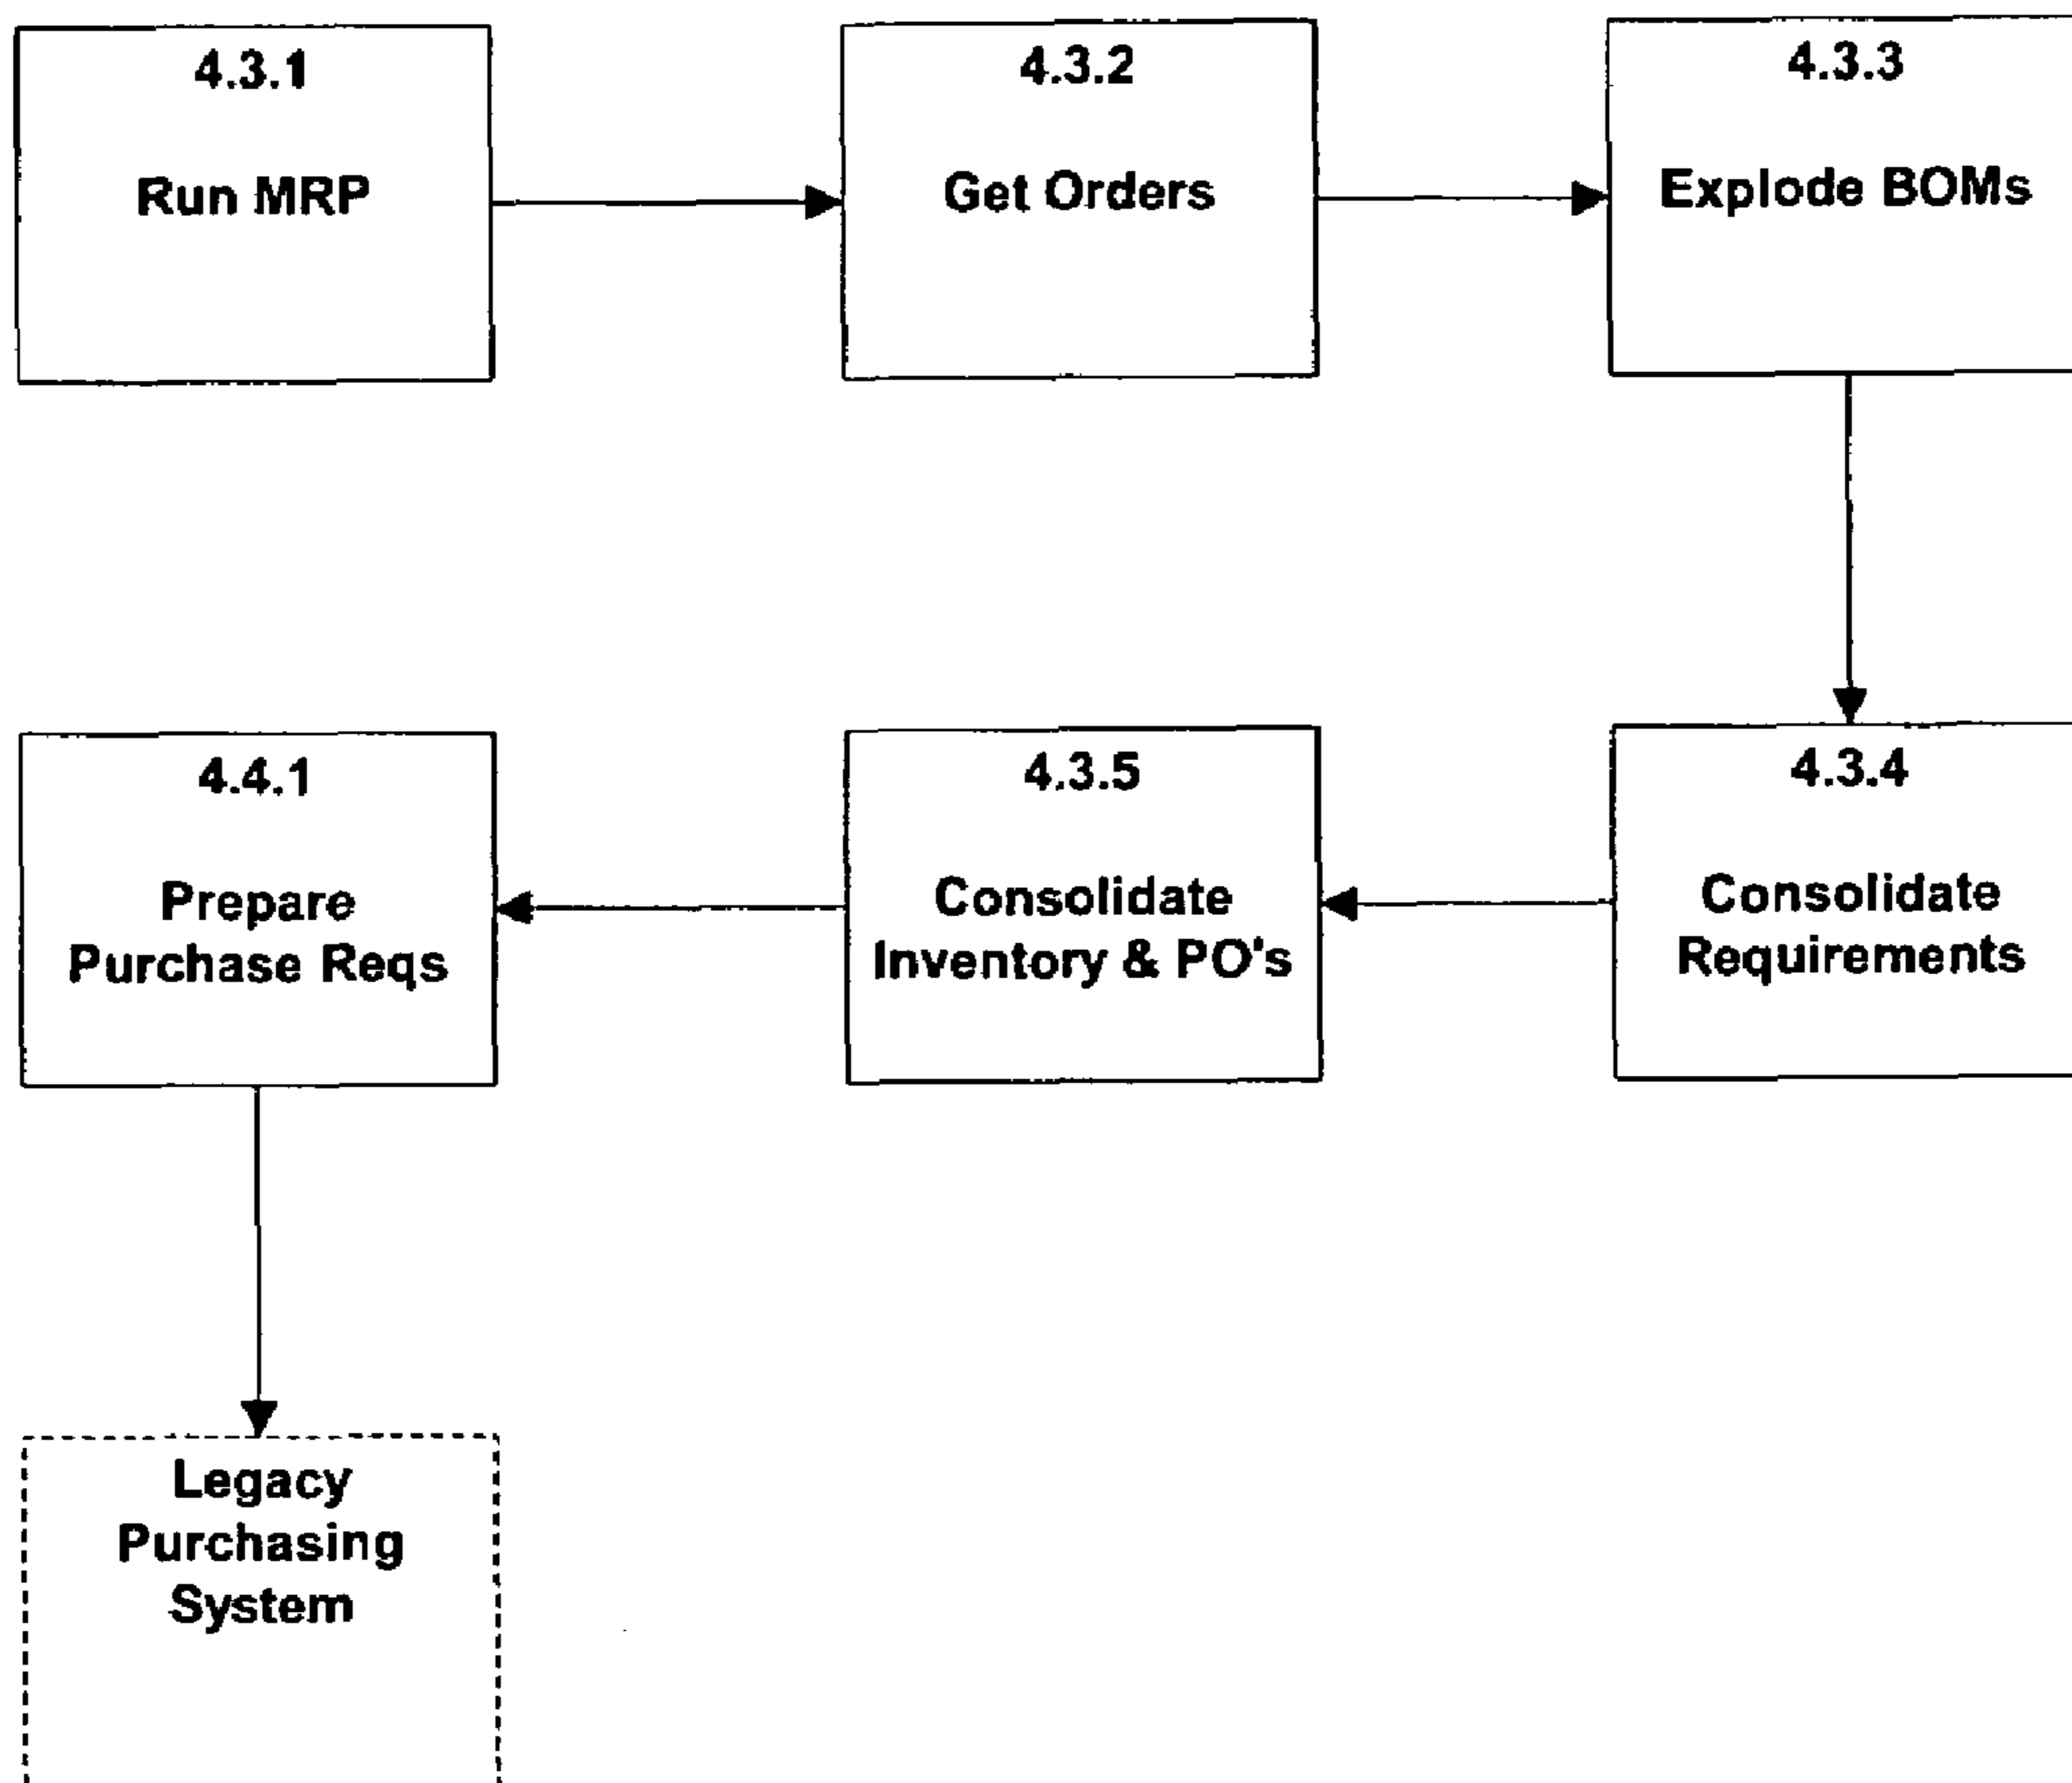 4.3.1
Run MRP
4.3.2
Get Orders
4.3.3
Explode BOMs
4.3.4
Consolidate
Requirements
4.3.5
Consolidate
Inventory & PO's
4.4.1
Prepare
Purchase Reqs
Legacy
Purchasing
System